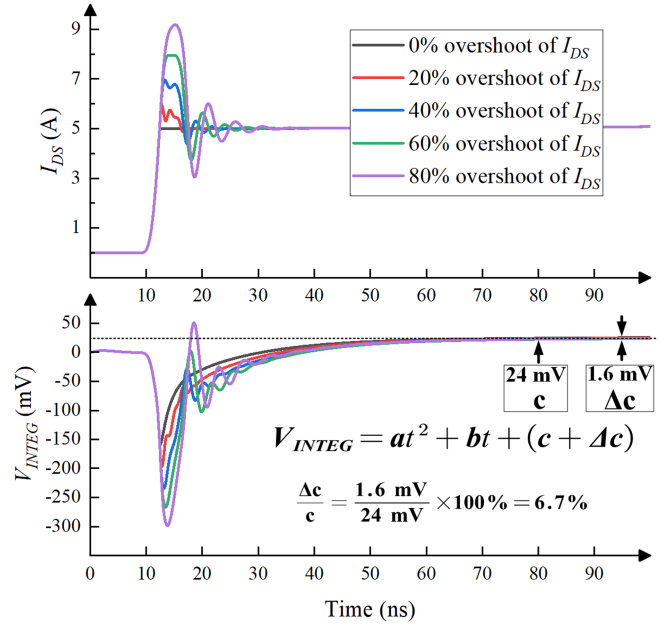 9
7
5
3
1
I_DS (A)
0% overshoot of I_DS
20% overshoot of I_DS
40% overshoot of I_DS
60% overshoot of I_DS
80% overshoot of I_DS
10 20 30 40 50 60 70 80 90
50
0
-50
-100
-150
-200
-250
-300
V_INTEG (mV)
24 mV
c
1.6 mV
Δc
V_INTEG = at² + bt + (c + Δc)
Δc/c = 1.6 mV/24 mV ×100% = 6.7%
0 10 20 30 40 50 60 70 80 90
Time (ns)